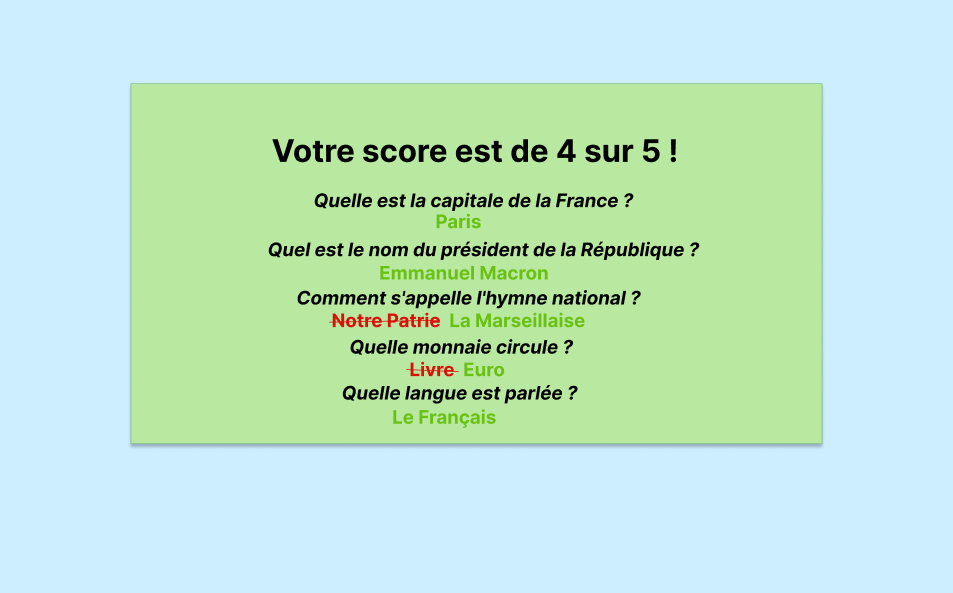 Votre score est de 4 sur 5 !
Quelle est la capitale de la France ?
Paris
Quel est le nom du président de la République ?
Emmanuel Macron
Comment s'appelle l'hymne national ?
Notre Patrie La Marseillaise
Quelle monnaie circule ?
Livre Euro
Quelle langue est parlée ?
Le Français